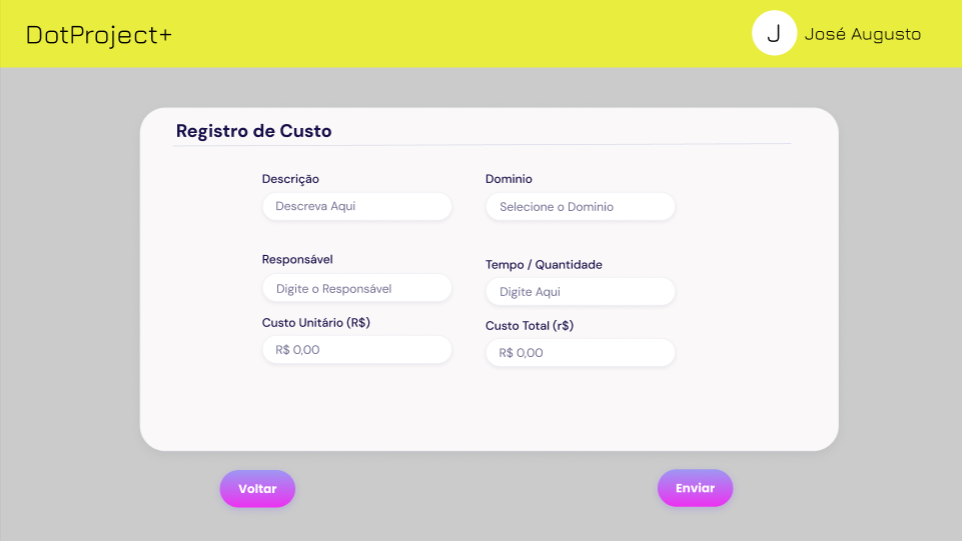 DotProject+
J José Augusto
Registro de Custo
Descrição
Dominio
Descreva Aqui
Selecione o Dominio
Responsável
Tempo / Quantidade
Digite o Responsável
Digite Aqui
Custo Unitário (R$)
Custo Total (r$)
R$ 0,00
R$ 0,00
Voltar
Enviar